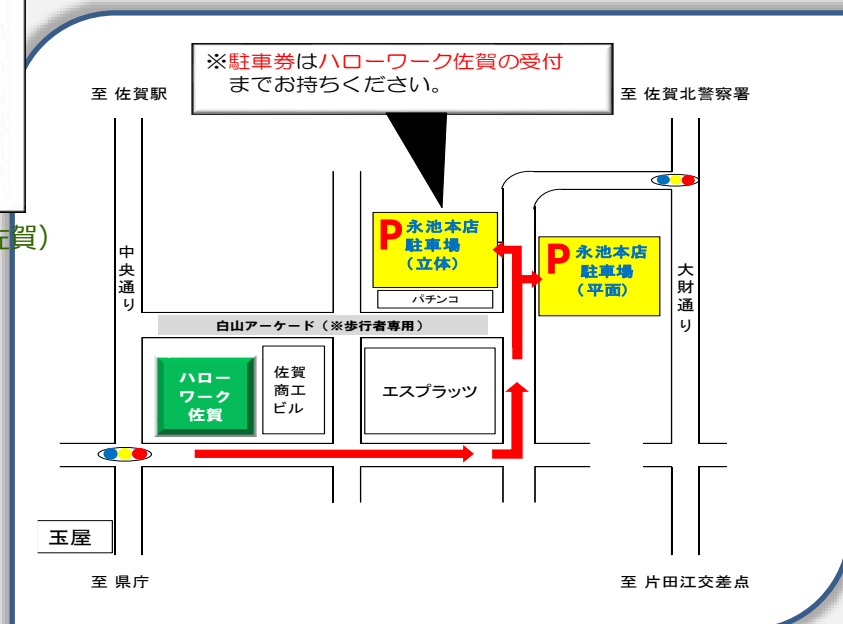 ※駐車券はハローワーク佐賀の受付
までお持ちください。
至 佐賀駅
至 佐賀北警察署
佐賀）
中央通り
P 永池本店
駐車場
（立体）
P 永池本店
駐車場
（平面）
大財通り
パチンコ
白山アーケード（※歩行者専用）
ハロー
ワーク
佐賀
佐賀
商工
ビル
エスプラッツ
玉屋
至 県庁
至 片田江交差点